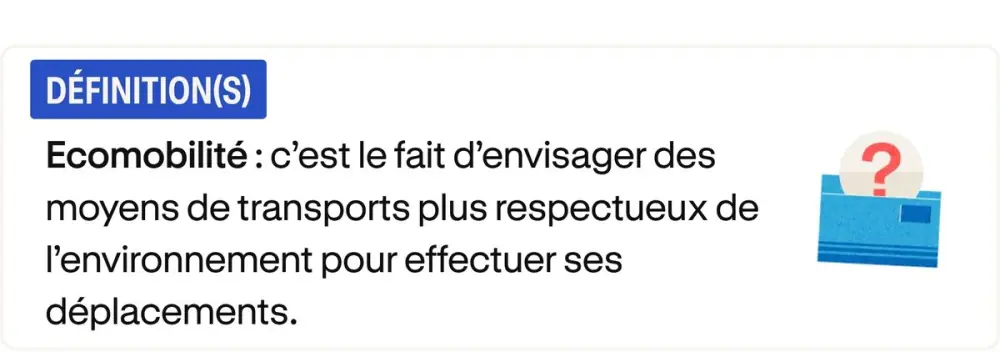 DÉFINITION(S)
Ecomobilité : c’est le fait d’envisager des
moyens de transports plus respectueux de
l’environnement pour effectuer ses
déplacements.
?